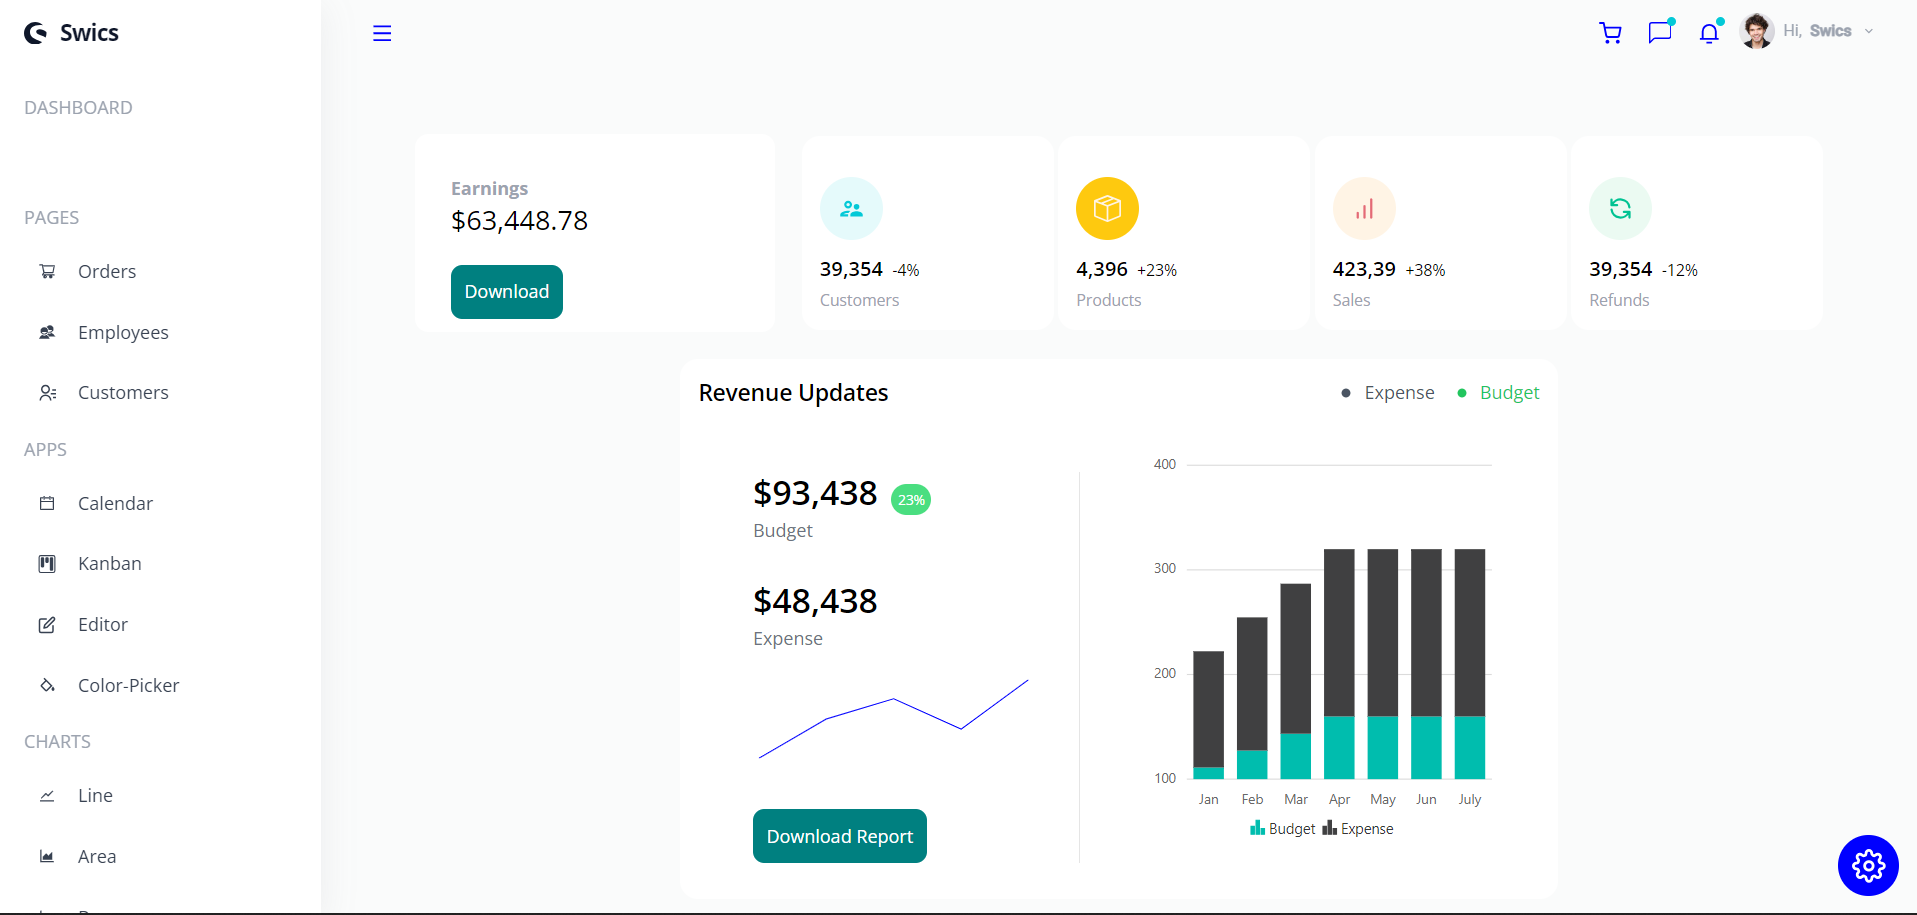 Swics
DASHBOARD
PAGES
Orders
Employees
Customers
APPS
Calendar
Kanban
Editor
Color-Picker
CHARTS
Line
Area
Hi, Swics
Earnings
$63,448.78
Download
39,354 -4%
Customers
4,396 +23%
Products
423,39 +38%
Sales
39,354 -12%
Refunds
Revenue Updates
Expense
Budget
$93,438 23%
Budget
$48,438
Expense
Download Report
400
300
200
100
Jan Feb Mar Apr May Jun July
Budget Expense